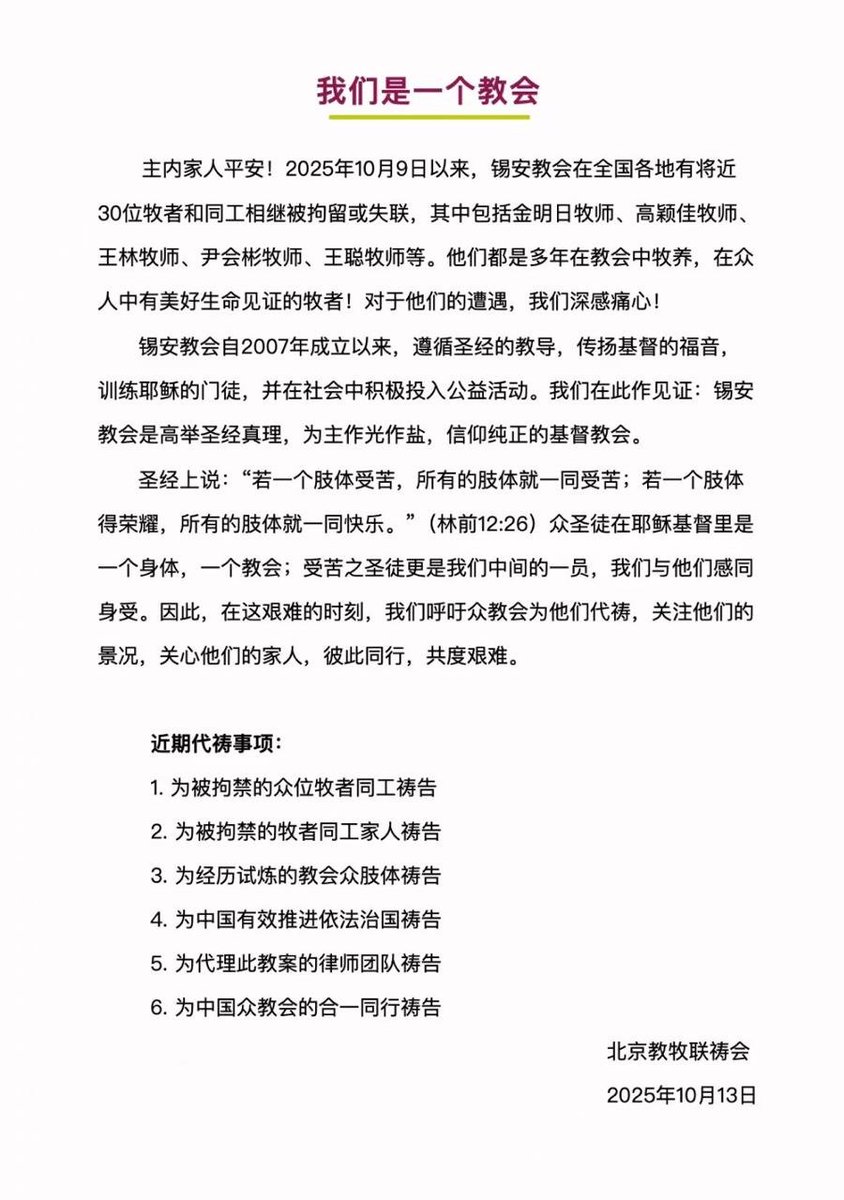 我们是一个教会
主内家人平安！2025年10月9日以来，锡安教会在全国各地有将近
30位牧者和同工相继被拘留或失联，其中包括金明日牧师、高颖佳牧师、
王林牧师、尹会彬牧师、王聪牧师等。他们都是多年在教会中牧养，在众
人中有美好生命见证的牧者！对于他们的遭遇，我们深感痛心！
锡安教会自2007年成立以来，遵循圣经的教导，传扬基督的福音，
训练耶稣的门徒，并在社会中积极投入公益活动。我们在此作见证：锡安
教会是高举圣经真理，为主作光作盐，信仰纯正的基督教会。
圣经上说：“若一个肢体受苦，所有的肢体就一同受苦；若一个肢体
得荣耀，所有的肢体就一同快乐。”（林前12:26）众圣徒在耶稣基督里是
一个身体，一个教会；受苦之圣徒更是我们中间的一员，我们与他们感同
身受。因此，在这艰难的时刻，我们呼吁众教会为他们代祷，关注他们的
景况，关心他们的家人，彼此同行，共度艰难。
近期代祷事项：
1. 为被拘禁的众位牧者同工祷告
2. 为被拘禁的牧者同工家人祷告
3. 为经历试炼的教会众肢体祷告
4. 为中国有效推进依法治国祷告
5. 为代理此教案的律师团队祷告
6. 为中国众教会的合一同行祷告
北京教牧联祷会
2025年10月13日